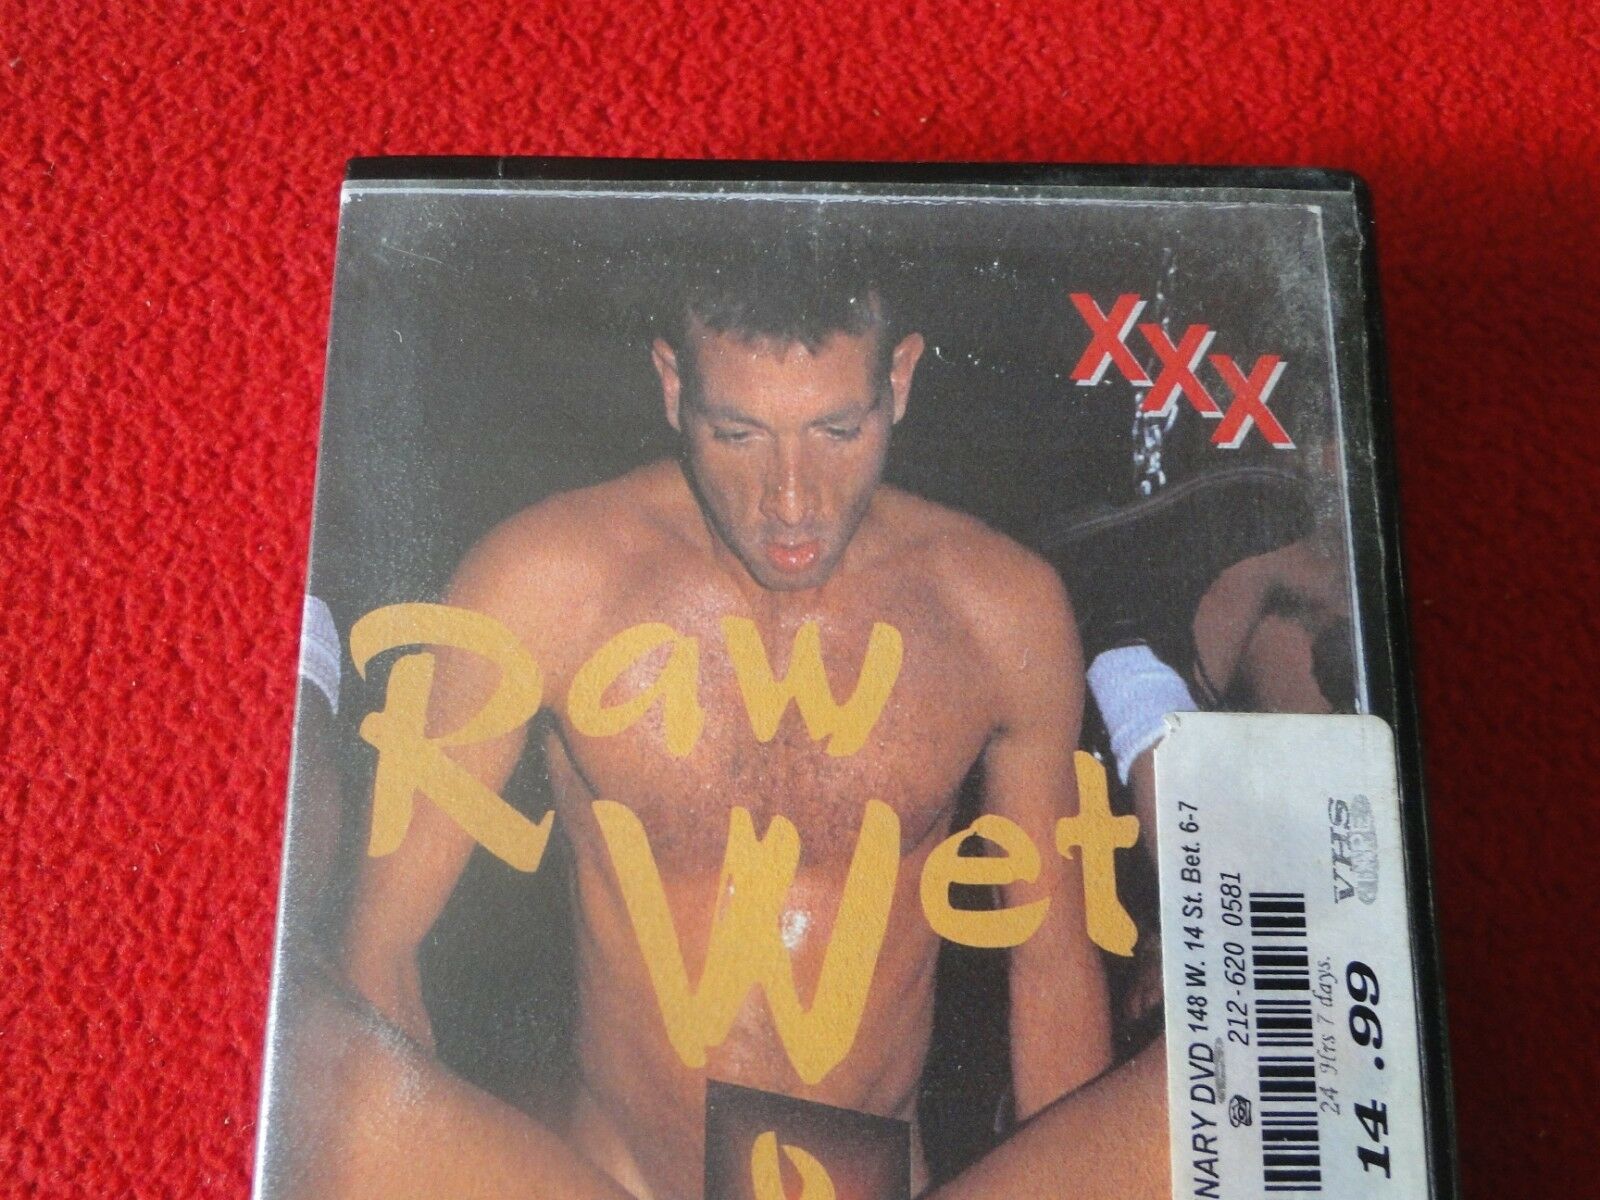 XXX
Raw
Wet
NARY DVD 148 W. 14 St. Bet. 6-7
212-620 0581
24 Hrs 7 days.
14.99
VHS